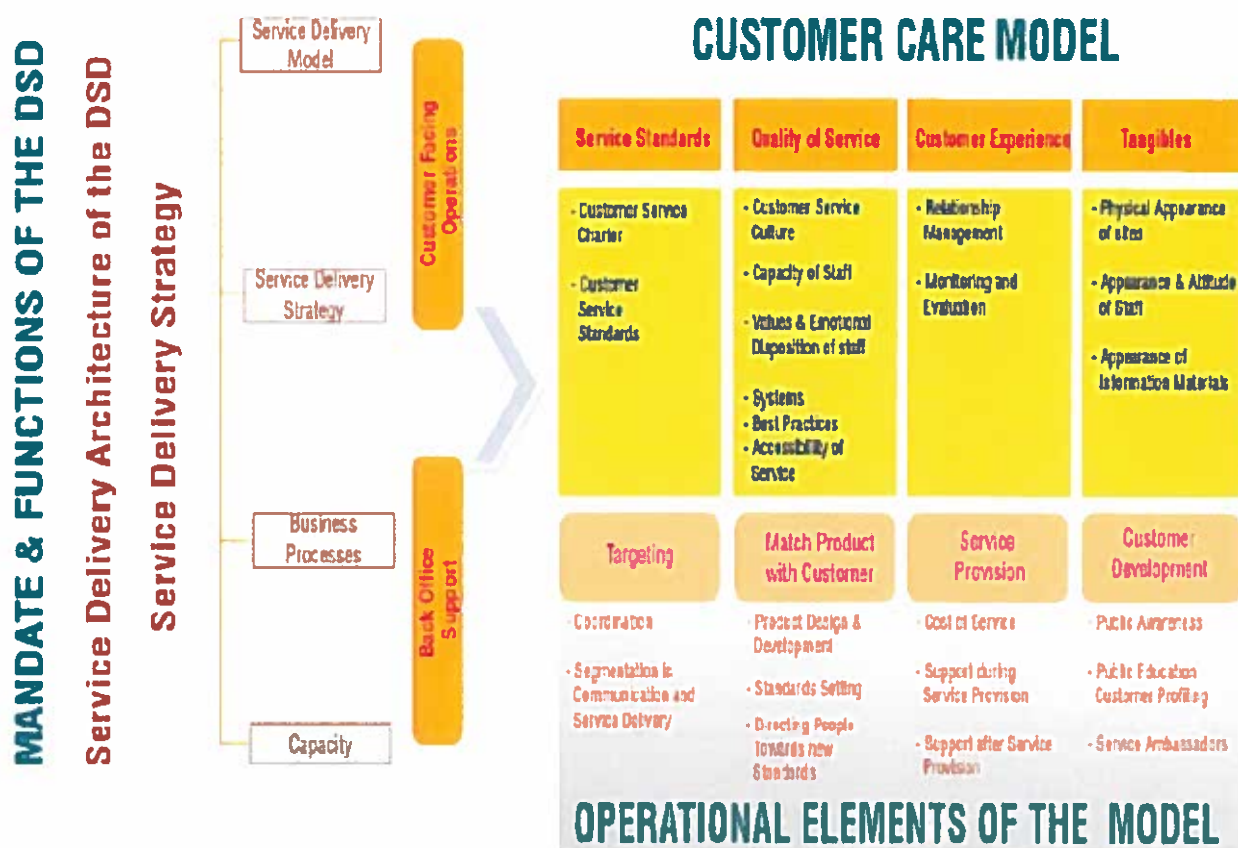 MANDATE & FUNCTIONS OF THE DSD
Service Delivery Architecture of the DSD
Service Delivery Strategy
Service Delivery
Model
Service Delivery
Strategy
Business
Processes
Capacity
Customer Facing
Operations
Back Office
Support
CUSTOMER CARE MODEL
Service Standards
- Customer Service
Charter
- Customer
Service
Standards
Quality of Service
- Customer Service
Culture
- Capacity of Staff
- Values & Emotional
Disposition of staff
- Systems
- Best Practices
- Accessibility of
Service
Customer Experience
- Relationship
Management
- Monitoring and
Evaluation
Tangibles
- Physical Appearance
of sites
- Appearance & Attitude
of Staff
- Appearance of
Information Materials
Targeting
- Coordination
- Segmentation in
Communication and
Service Delivery
Match Product
with Customer
- Product Design &
Development
- Standards Setting
- Directing People
towards new
Standards
Service
Provision
- Cost of Service
- Support during
Service Provision
- Support after Service
Provision
Customer
Development
- Public Awareness
- Public Education
Customer Profiling
- Service Ambassadors
OPERATIONAL ELEMENTS OF THE MODEL